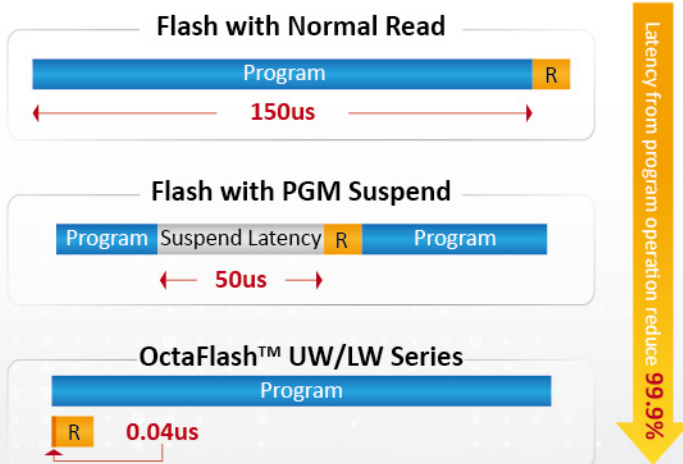 Flash with Normal Read
Program R
150us
Flash with PGM Suspend
Program Suspend Latency R Program
50us
OctaFlash™ UW/LW Series
Program
R 0.04us
Latency from program operation reduce 99.9%